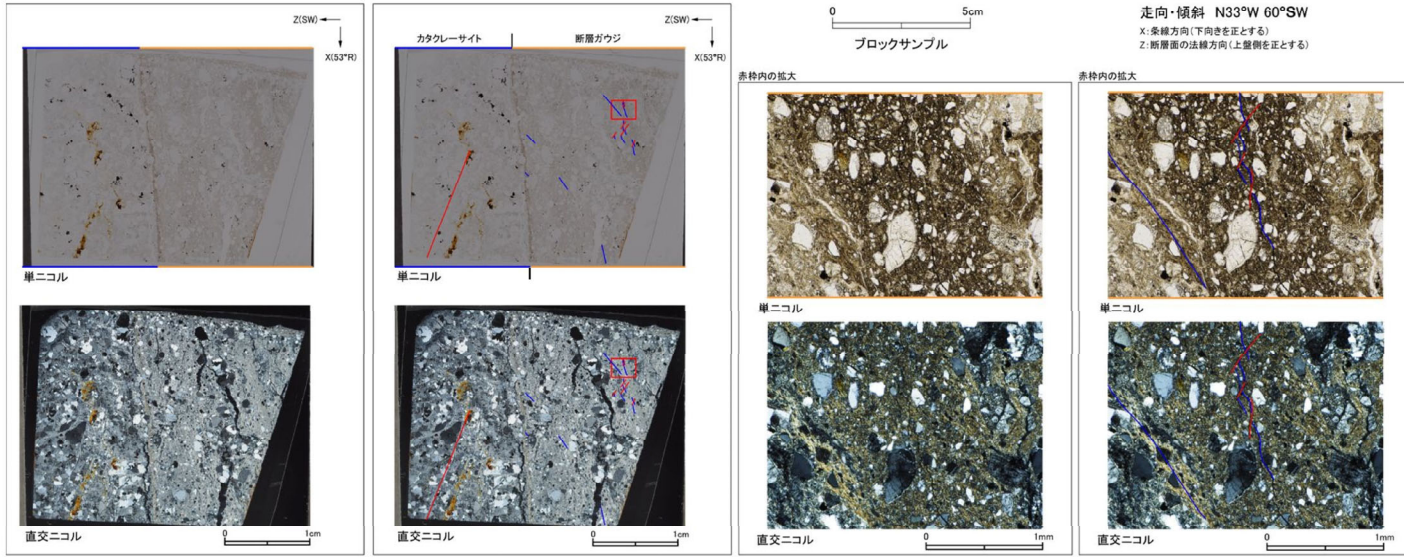 Z(SW)
X(53°R)
単ニコル
直交ニコル
0 1cm
Z(SW)
カタクレーサイト 断層ガウジ
X(53°R)
単ニコル
直交ニコル
0 1cm
0 5cm
ブロックサンプル
走向・傾斜 N33°W 60°SW
X:条線方向(下向きを正とする)
Z:断層面の法線方向(上盤側を正とする)
赤枠内の拡大
単ニコル
直交ニコル
0 1mm
赤枠内の拡大
単ニコル
直交ニコル
0 1mm